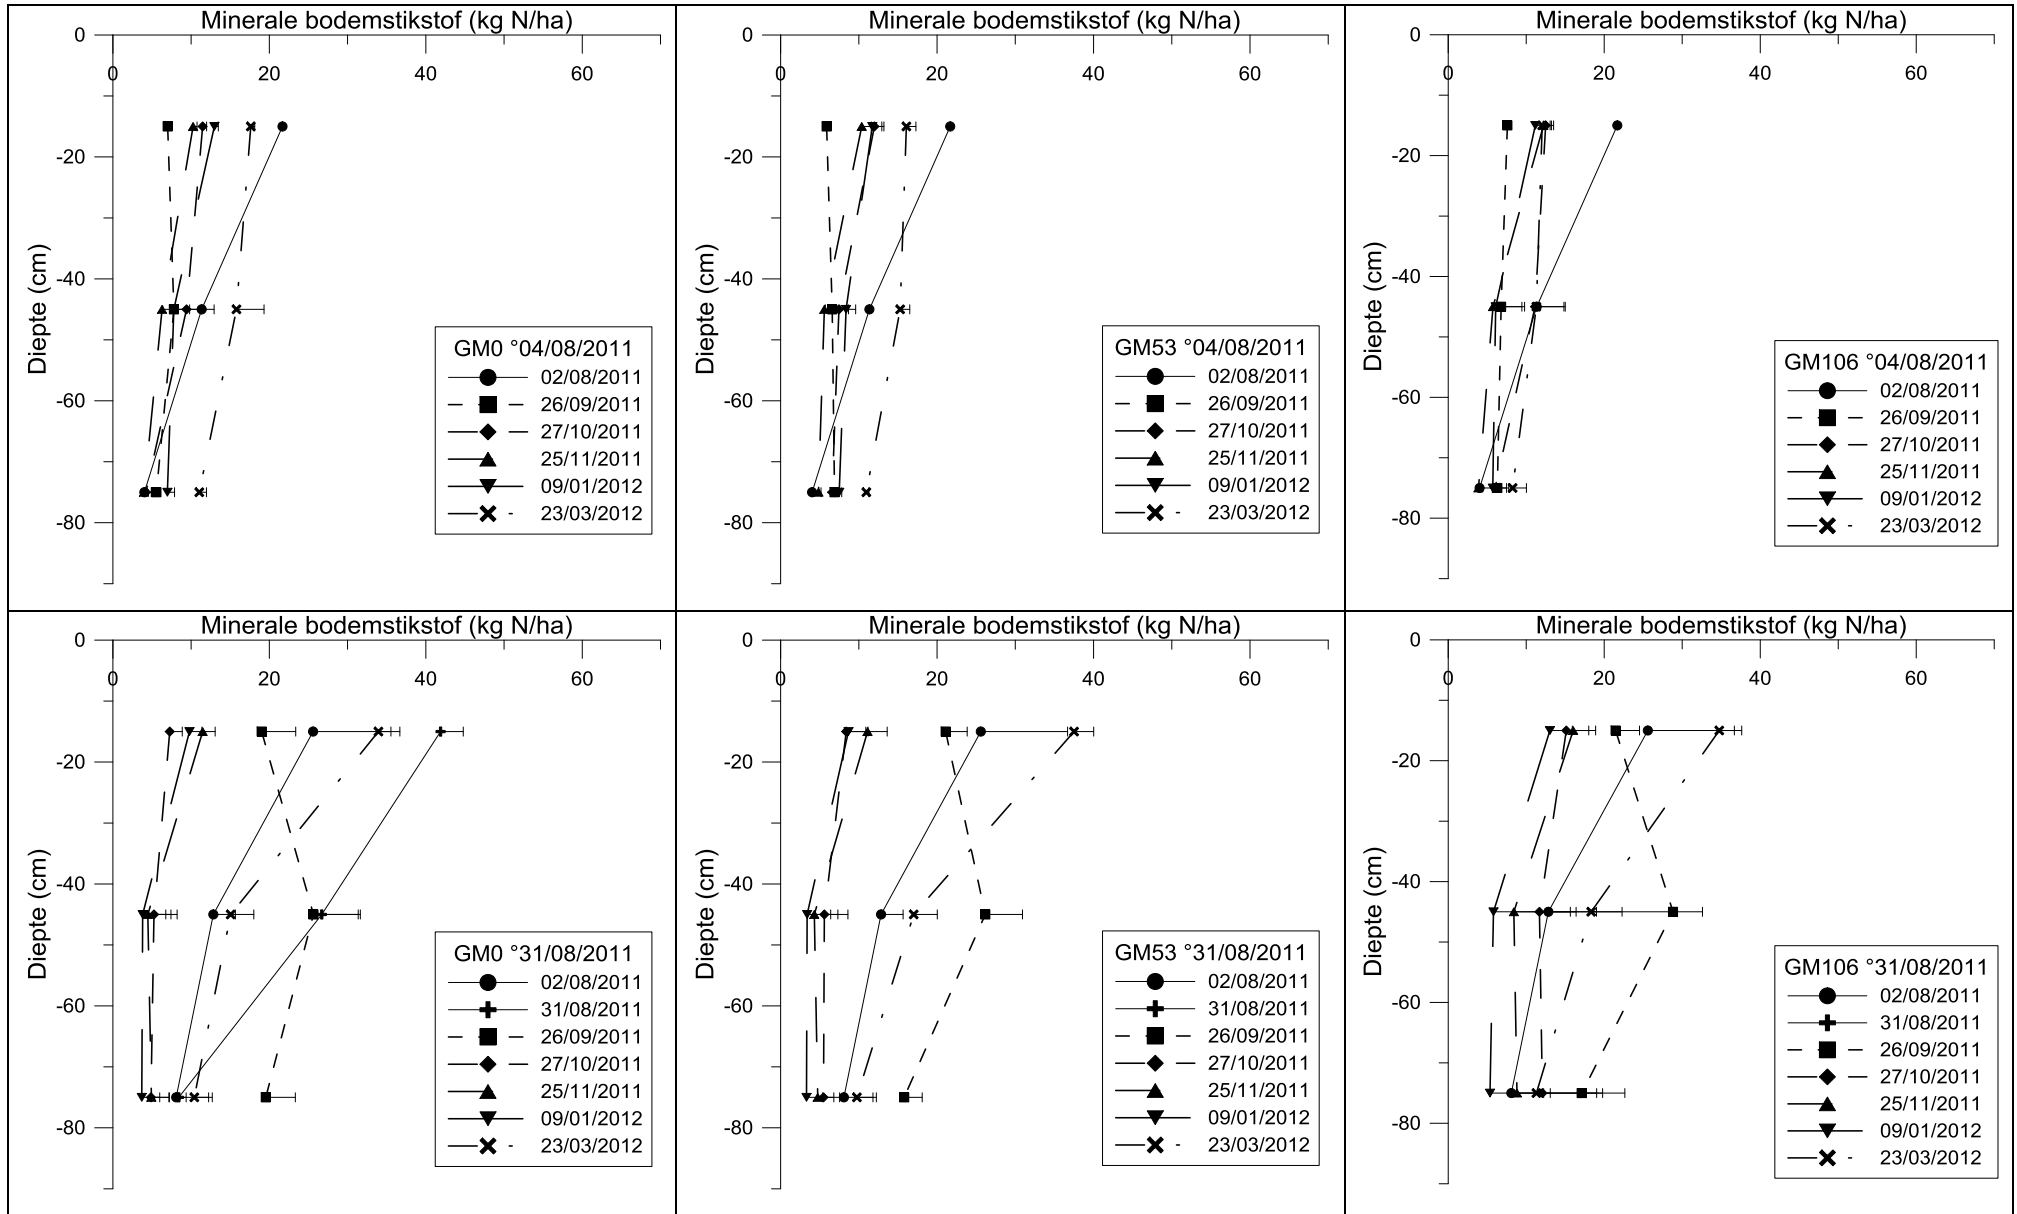 Minerale bodemstikstof (kg N/ha)
0
0 20 40 60
-20
-40
-60
-80
Diepte (cm)
GM0 °04/08/2011
02/08/2011
26/09/2011
27/10/2011
25/11/2011
09/01/2012
23/03/2012
Minerale bodemstikstof (kg N/ha)
0
0 20 40 60
-20
-40
-60
-80
Diepte (cm)
GM53 °04/08/2011
02/08/2011
26/09/2011
27/10/2011
25/11/2011
09/01/2012
23/03/2012
Minerale bodemstikstof (kg N/ha)
0
0 20 40 60
-20
-40
-60
-80
Diepte (cm)
GM106 °04/08/2011
02/08/2011
26/09/2011
27/10/2011
25/11/2011
09/01/2012
23/03/2012
Minerale bodemstikstof (kg N/ha)
0
0 20 40 60
-20
-40
-60
-80
Diepte (cm)
GM0 °31/08/2011
02/08/2011
31/08/2011
26/09/2011
27/10/2011
25/11/2011
09/01/2012
23/03/2012
Minerale bodemstikstof (kg N/ha)
0
0 20 40 60
-20
-40
-60
-80
Diepte (cm)
GM53 °31/08/2011
02/08/2011
31/08/2011
26/09/2011
27/10/2011
25/11/2011
09/01/2012
23/03/2012
Minerale bodemstikstof (kg N/ha)
0
0 20 40 60
-20
-40
-60
-80
Diepte (cm)
GM106 °31/08/2011
02/08/2011
31/08/2011
26/09/2011
27/10/2011
25/11/2011
09/01/2012
23/03/2012